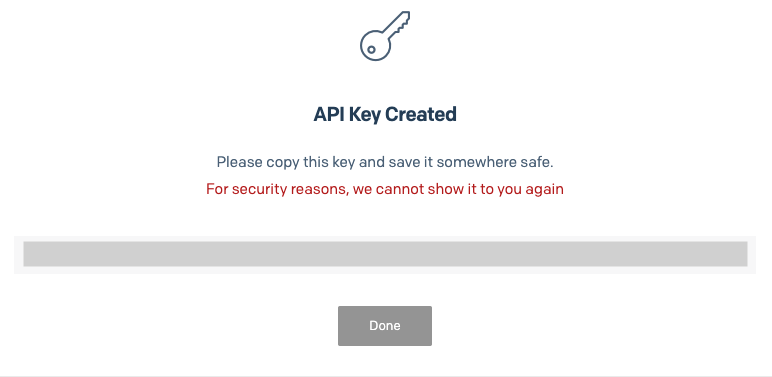 API Key Created
Please copy this key and save it somewhere safe.
For security reasons, we cannot show it to you again
Done